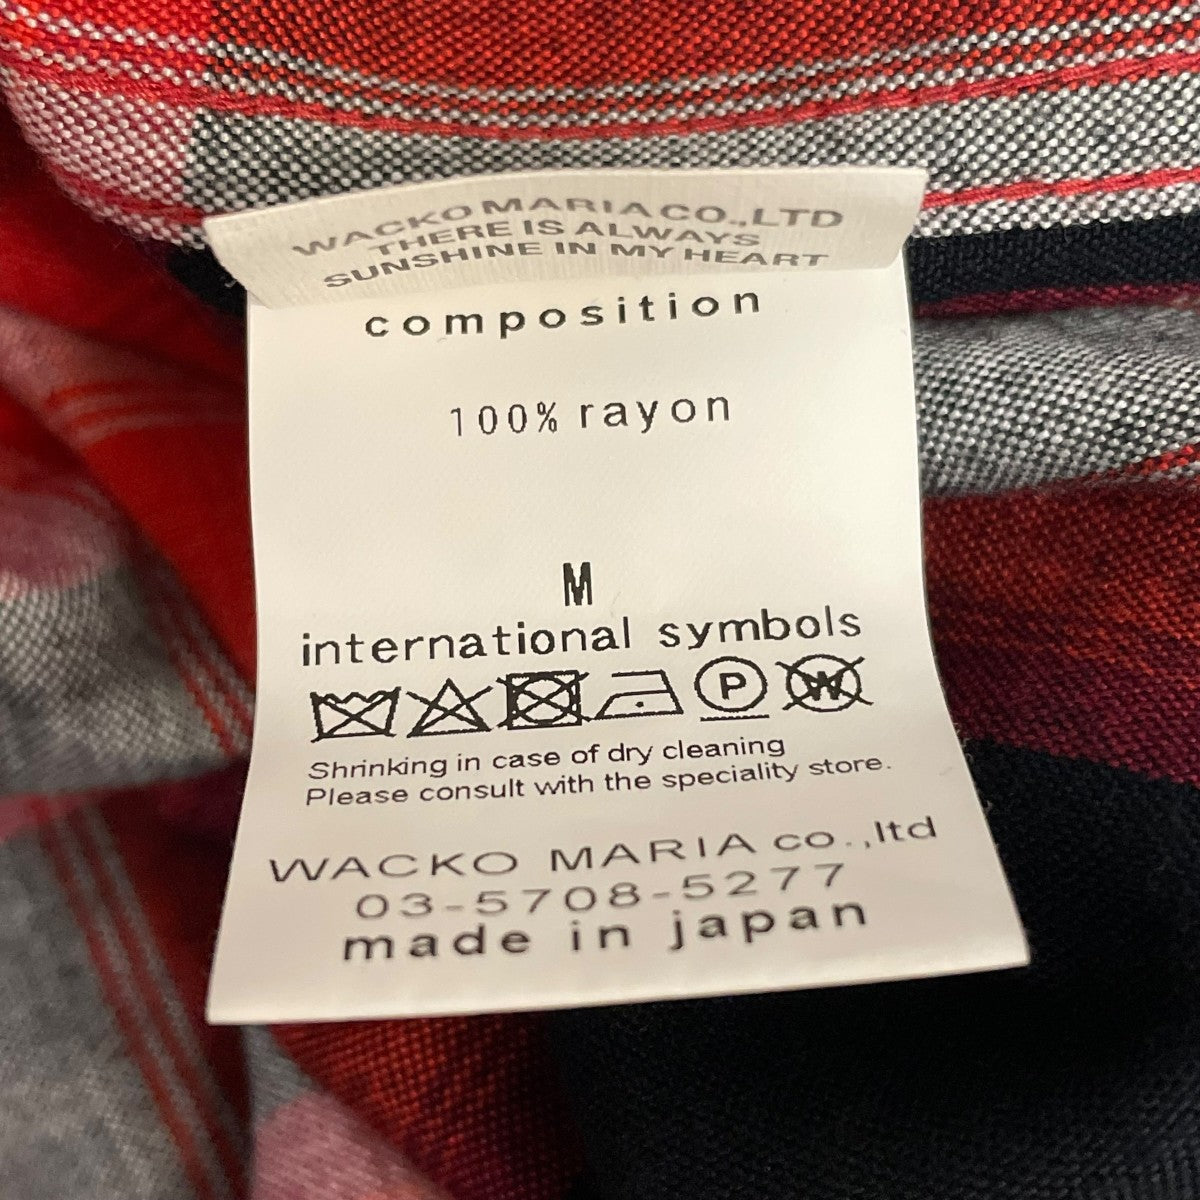 WACKO MARIA CO.,LTD
THERE IS ALWAYS
SUNSHINE IN MY HEART
composition
100% rayon
M
international symbols
P W
Shrinking in case of dry cleaning
Please consult with the speciality store.
WACKO MARIA co.,ltd
03-5708-5277
made in japan